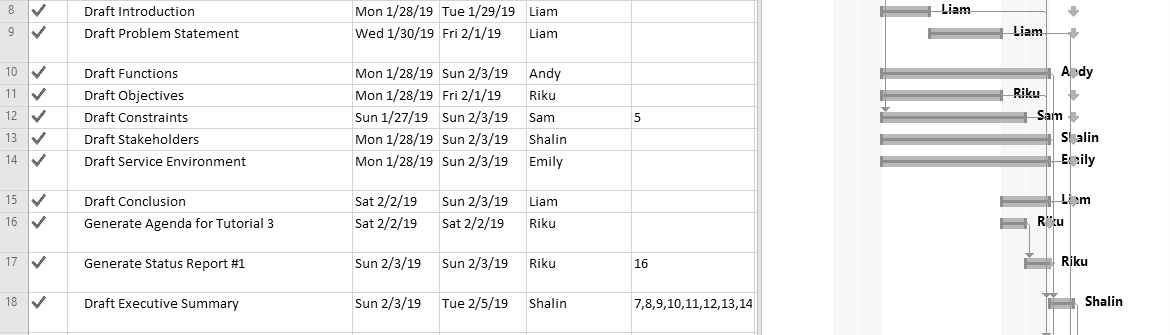 8 Draft Introduction Mon 1/28/19 Tue 1/29/19 Liam Liam
9 Draft Problem Statement Wed 1/30/19 Fri 2/1/19 Liam Liam
10 Draft Functions Mon 1/28/19 Sun 2/3/19 Andy Andy
11 Draft Objectives Mon 1/28/19 Fri 2/1/19 Riku Riku
12 Draft Constraints Sun 1/27/19 Sun 2/3/19 Sam 5 Sam
13 Draft Stakeholders Mon 1/28/19 Sun 2/3/19 Shalin Shalin
14 Draft Service Environment Mon 1/28/19 Sun 2/3/19 Emily Emily
15 Draft Conclusion Sat 2/2/19 Sun 2/3/19 Liam Liam
16 Generate Agenda for Tutorial 3 Sat 2/2/19 Sat 2/2/19 Riku Riku
17 Generate Status Report #1 Sun 2/3/19 Sun 2/3/19 Riku 16 Riku
18 Draft Executive Summary Sun 2/3/19 Tue 2/5/19 Shalin 7,8,9,10,11,12,13,14 Shalin